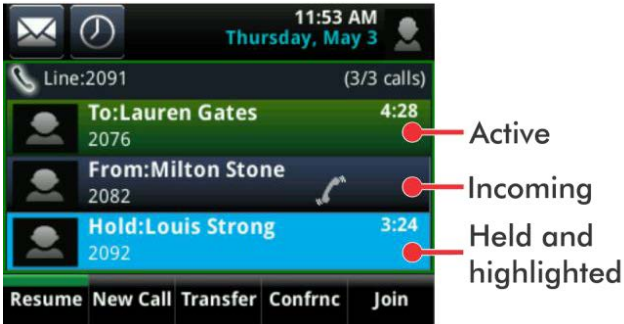 11:53 AM
Thursday, May 3
Line:2091 (3/3 calls)
To:Lauren Gates 4:28
2076
Active
From:Milton Stone
2082
Incoming
Hold:Louis Strong 3:24
2092
Held and
highlighted
Resume New Call Transfer Confrnc Join